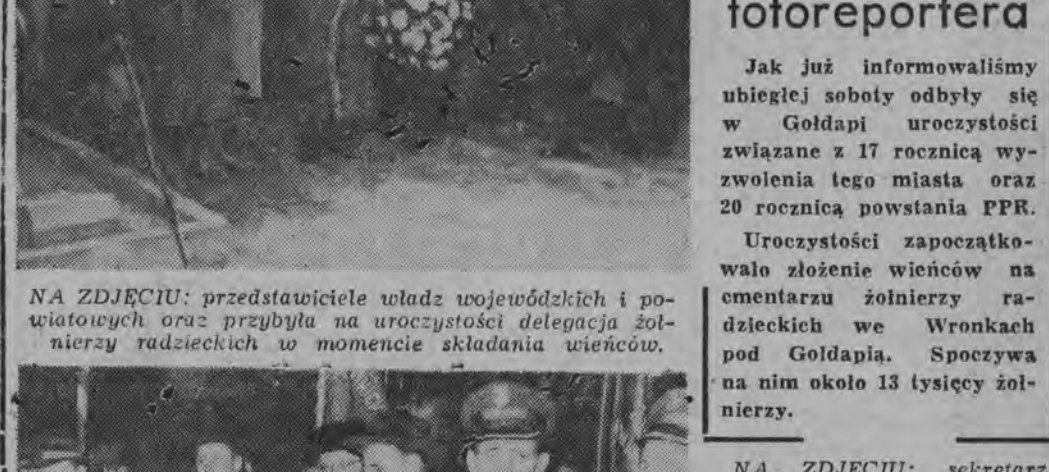 fotoreportera
Jak już informowaliśmy
ubiegłej soboty odbyły się
w Gołdapi uroczystości
związane z 17 rocznicą wy-
zwolenia tego miasta oraz
20 rocznicą powstania PPR.
Uroczystości zapoczątko-
wało złożenie wieńców na
cmentarzu żołnierzy ra-
dzieckich we Wronkach
pod Gołdapią. Spoczywa
na nim około 13 tysięcy żoł-
nierzy.
NA ZDJĘCIU: przedstawiciele władz wojewódzkich i po-
wiatowych oraz przybyła na uroczystości delegacja żoł-
nierzy radzieckich w momencie składania wieńców.
NA ZDJĘCIU: sekretarz